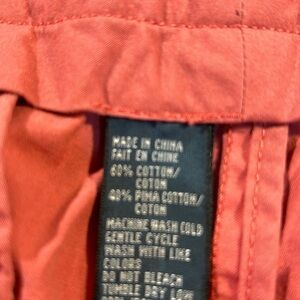 MADE IN CHINA
FAIT EN CHINE
60% COTTON/
COTON
40% PIMA COTTON/
COTON
MACHINE WASH COLD
GENTLE CYCLE
WASH WITH LIKE
COLORS
DO NOT BLEACH
TUMBLE DRY LOW